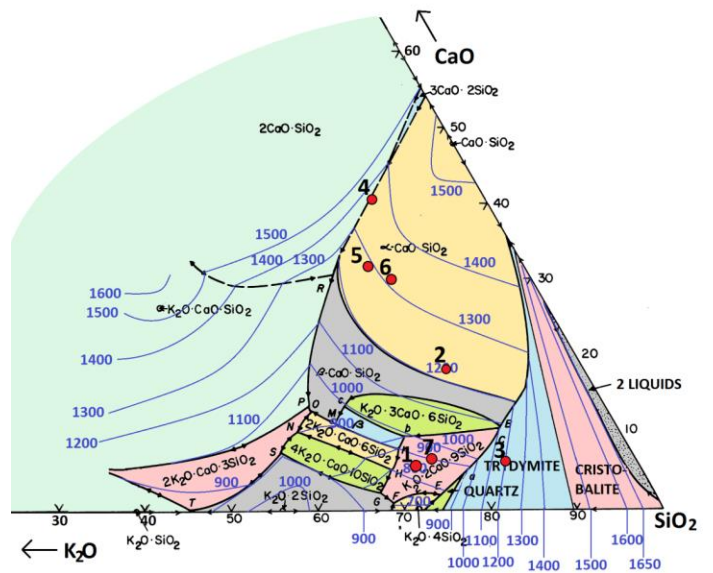 CaO
60
3CaO·2SiO₂
50
CaO·SiO₂
2CaO·SiO₂
1500
4
40
1500
1400
1300
∝-CaO·SiO₂
1400
5
6
30
1600
1500
R
∝-K₂O·CaO·SiO₂
1300
1400
2
1200
1100
20
β-CaO·SiO₂
1000
1300
2 LIQUIDS
1200
1100
P
O
c
M
K₂O·3CaO·6SiO₂
10
N
2K₂O·CaO·6SiO₂
b
1000
B
3
S
1
7
4K₂O·CaO·10SiO₂
H
K₂O·2CaO·9SiO₂
a
TRIDYMITE
CRISTO-
BALITE
2K₂O·CaO·3SiO₂
900
1000
K₂O·2SiO₂
QUARTZ
T
G
F
E
700
SiO₂
30
40
50
60
70
80
90
K₂O
K₂O·SiO₂
900
K₂O·4SiO₂
900
1000
1100
1200
1300
1400
1500
1600
1650